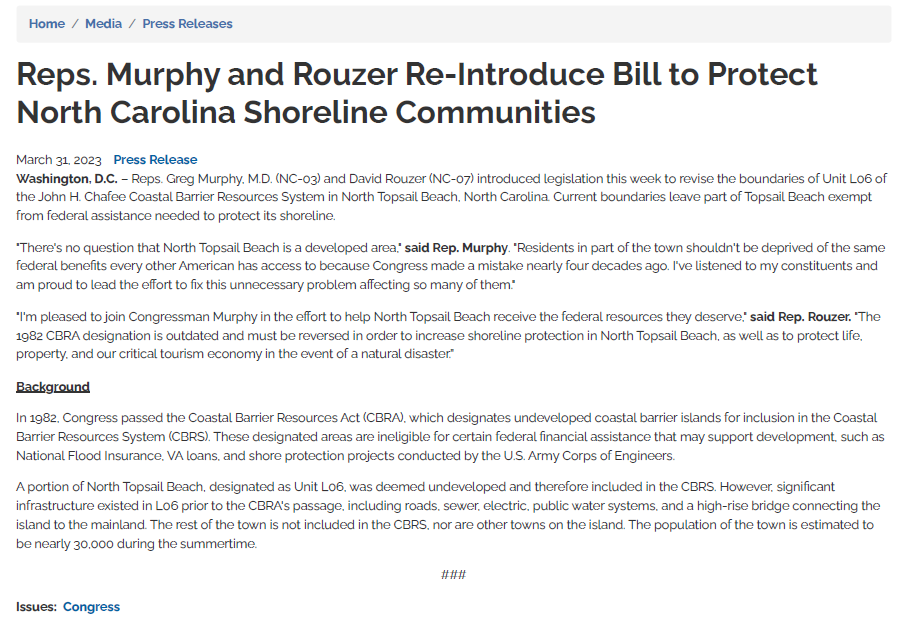 Home / Media / Press Releases
Reps. Murphy and Rouzer Re-Introduce Bill to Protect
North Carolina Shoreline Communities
March 31, 2023 Press Release
Washington, D.C. – Reps. Greg Murphy, M.D. (NC-03) and David Rouzer (NC-07) introduced legislation this week to revise the boundaries of Unit L06 of
the John H. Chafee Coastal Barrier Resources System in North Topsail Beach, North Carolina. Current boundaries leave part of Topsail Beach exempt
from federal assistance needed to protect its shoreline.
"There's no question that North Topsail Beach is a developed area," said Rep. Murphy. "Residents in part of the town shouldn't be deprived of the same
federal benefits every other American has access to because Congress made a mistake nearly four decades ago. I've listened to my constituents and
am proud to lead the effort to fix this unnecessary problem affecting so many of them."
"I'm pleased to join Congressman Murphy in the effort to help North Topsail Beach receive the federal resources they deserve," said Rep. Rouzer. "The
1982 CBRA designation is outdated and must be reversed in order to increase shoreline protection in North Topsail Beach, as well as to protect life,
property, and our critical tourism economy in the event of a natural disaster."
Background
In 1982, Congress passed the Coastal Barrier Resources Act (CBRA), which designates undeveloped coastal barrier islands for inclusion in the Coastal
Barrier Resources System (CBRS). These designated areas are ineligible for certain federal financial assistance that may support development, such as
National Flood Insurance, VA loans, and shore protection projects conducted by the U.S. Army Corps of Engineers.
A portion of North Topsail Beach, designated as Unit L06, was deemed undeveloped and therefore included in the CBRS. However, significant
infrastructure existed in L06 prior to the CBRA's passage, including roads, sewer, electric, public water systems, and a high-rise bridge connecting the
island to the mainland. The rest of the town is not included in the CBRS, nor are other towns on the island. The population of the town is estimated to
be nearly 30,000 during the summertime.
###
Issues: Congress